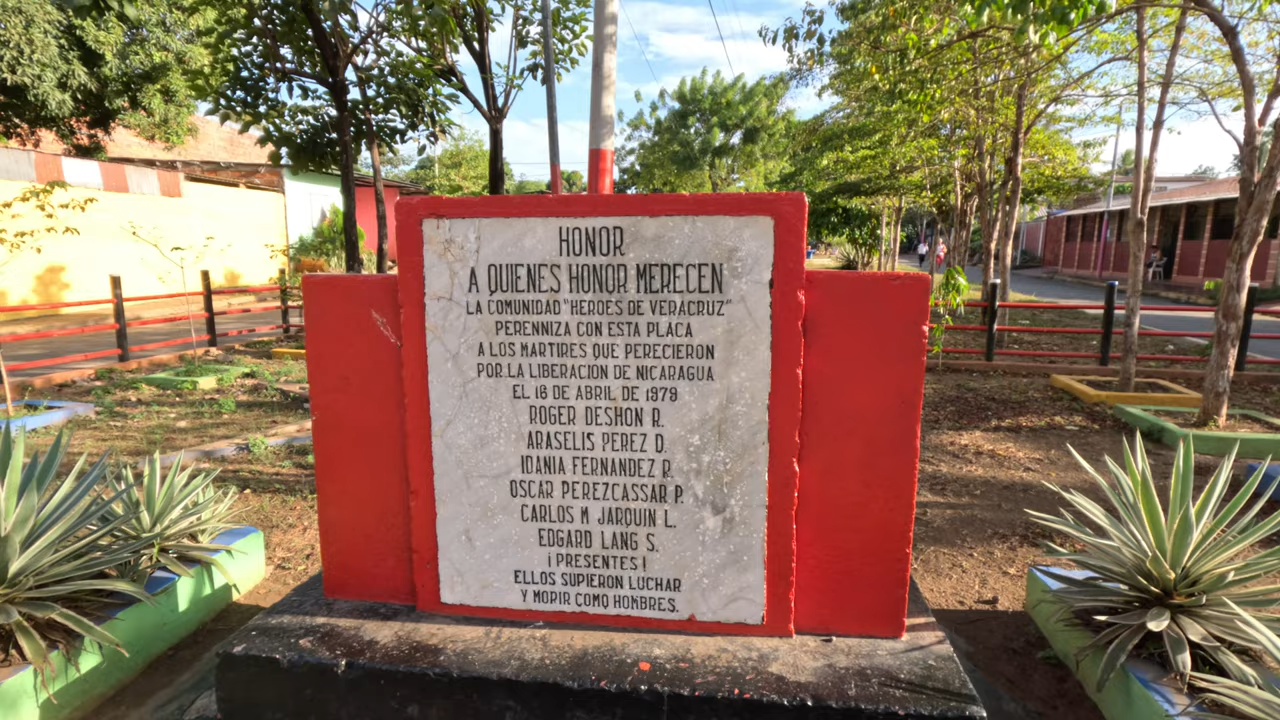 HONOR
A QUIENES HONOR MERECEN
LA COMUNIDAD "HEROES DE VERACRUZ"
PERENNIZA CON ESTA PLACA
A LOS MARTIRES QUE PERECIERON
POR LA LIBERACION DE NICARAGUA
EL 16 DE ABRIL DE 1979
ROGER DESHON R.
ARASELIS PEREZ D.
IDANIA FERNANDEZ R.
OSCAR PEREZCASSAR P.
CARLOS M JARQUIN L.
EDGARD LANG S.
¡PRESENTES!
ELLOS SUPIERON LUCHAR
Y MORIR COMO HOMBRES.